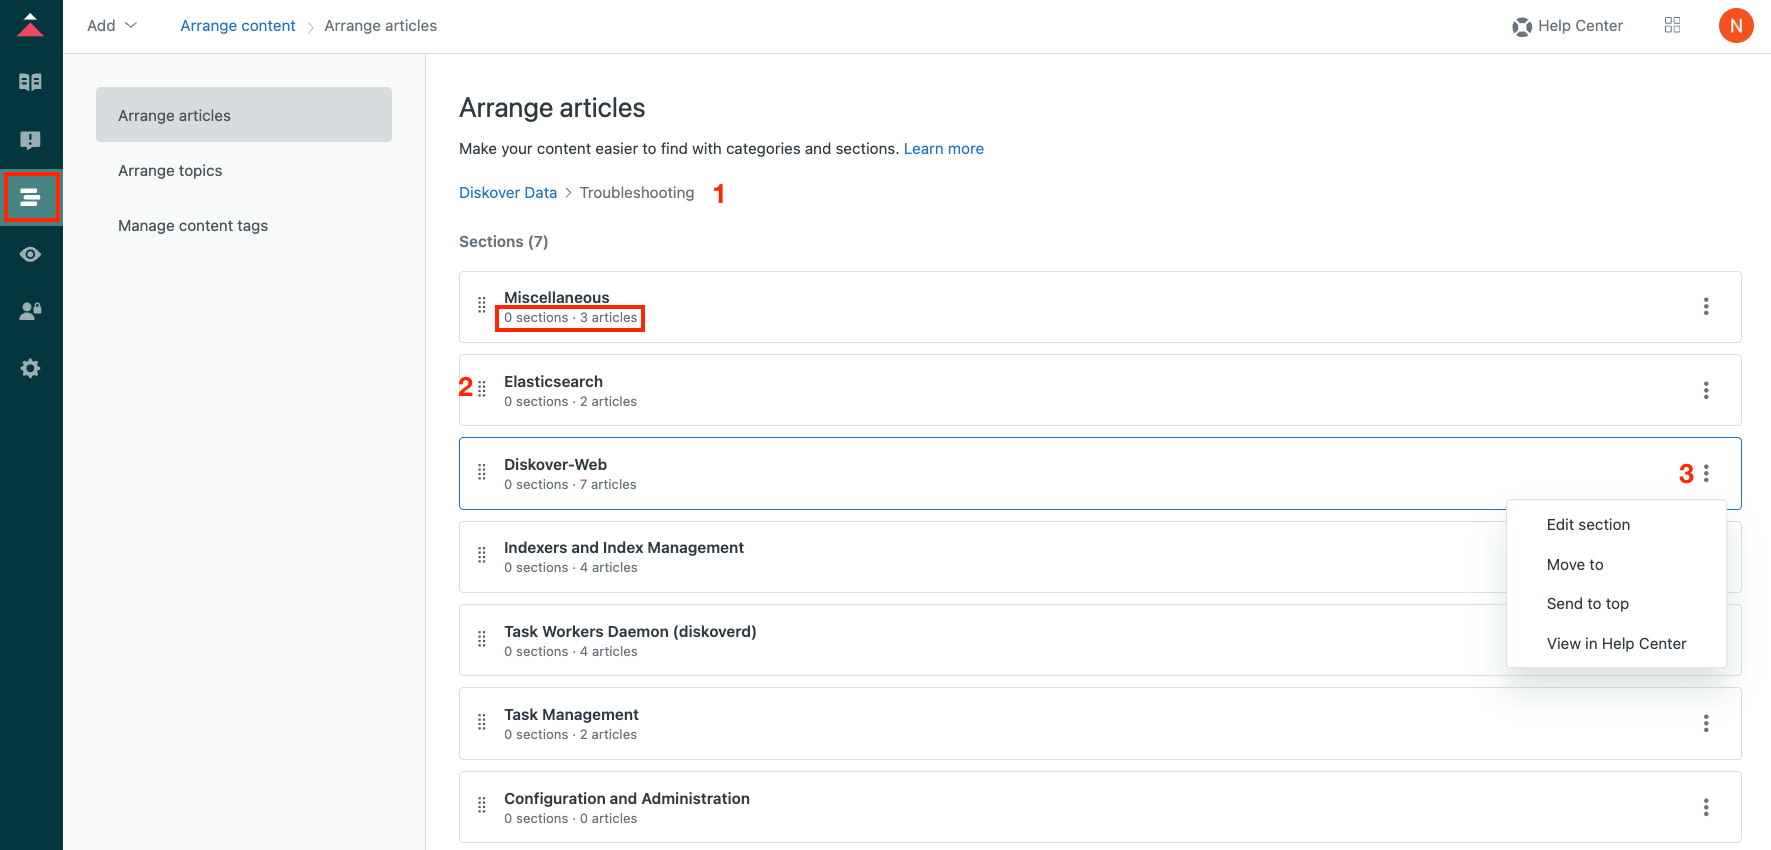 Add
Arrange content > Arrange articles
Help Center
N
Arrange articles
Arrange topics
Manage content tags
Arrange articles
Make your content easier to find with categories and sections. Learn more
Diskover Data > Troubleshooting 1
Sections (7)
Miscellaneous
0 sections · 3 articles
2
Elasticsearch
0 sections · 2 articles
Diskover-Web
0 sections · 7 articles
3
Edit section
Move to
Send to top
View in Help Center
Indexers and Index Management
0 sections · 4 articles
Task Workers Daemon (diskoverd)
0 sections · 4 articles
Task Management
0 sections · 2 articles
Configuration and Administration
0 sections · 0 articles